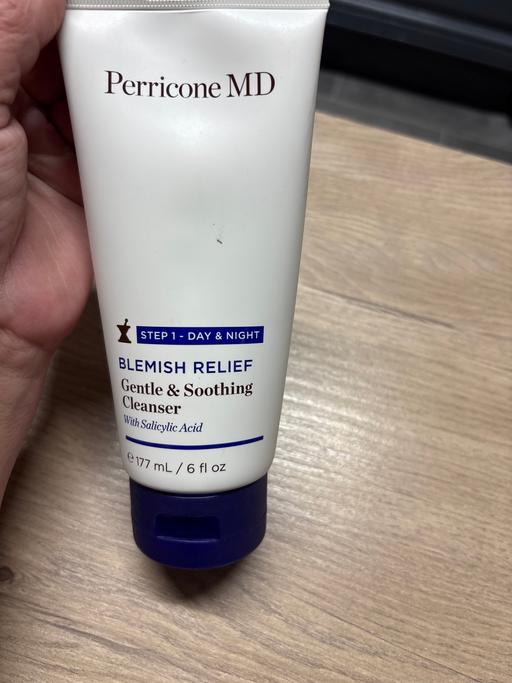 Perricone MD
STEP 1 - DAY & NIGHT
BLEMISH RELIEF
Gentle & Soothing
Cleanser
With Salicylic Acid
℮ 177 mL / 6 fl oz